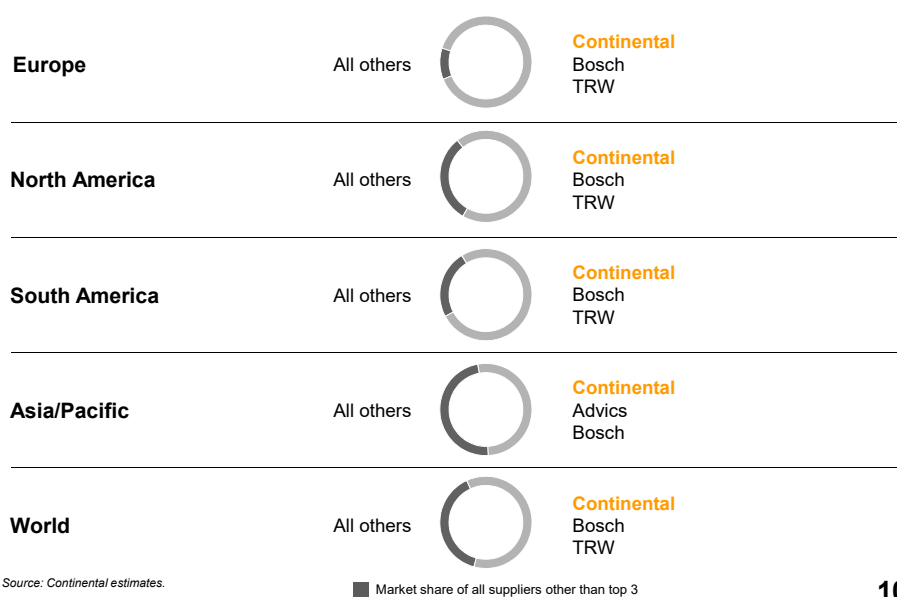 Europe
All others
Continental
Bosch
TRW
North America
All others
Continental
Bosch
TRW
South America
All others
Continental
Bosch
TRW
Asia/Pacific
All others
Continental
Advics
Bosch
World
All others
Continental
Bosch
TRW
Source: Continental estimates.
Market share of all suppliers other than top 3